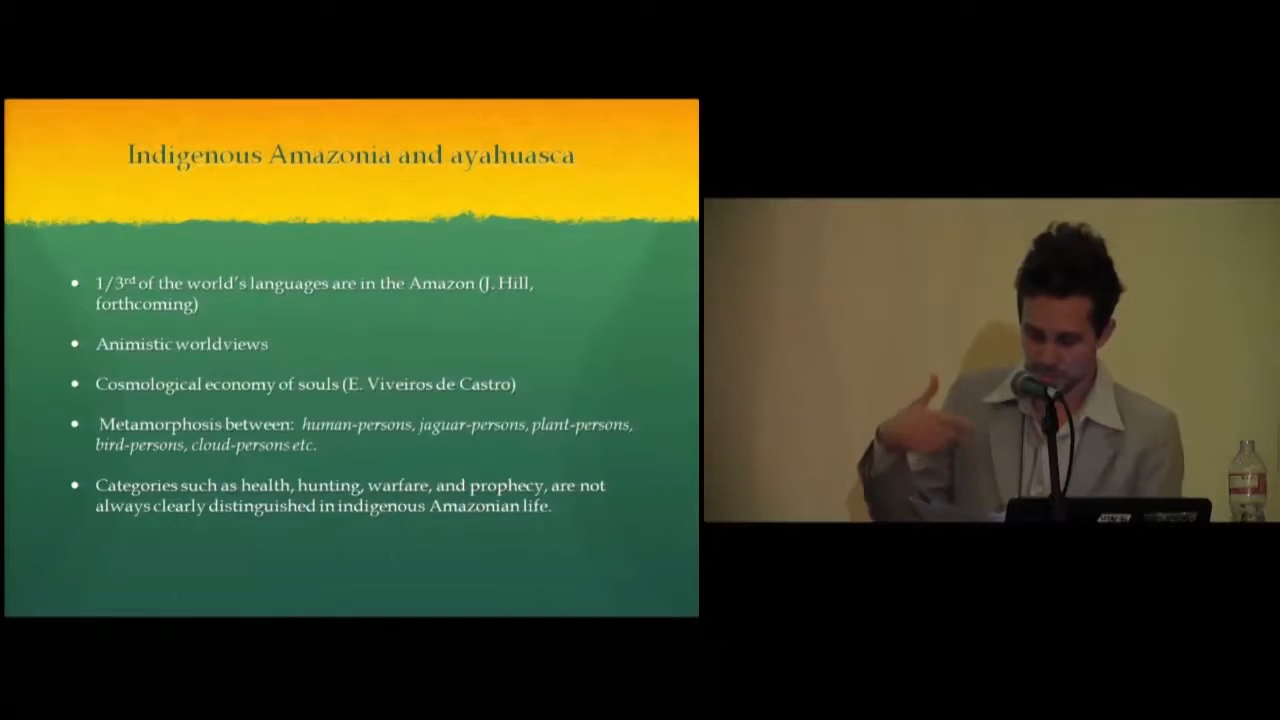 Indigenous Amazonia and ayahuasca
• 1/3rd of the world's languages are in the Amazon (J. Hill,
forthcoming)
• Animistic worldviews
• Cosmological economy of souls (E. Viveiros de Castro)
• Metamorphosis between: human-persons, jaguar-persons, plant-persons,
bird-persons, cloud-persons etc.
• Categories such as health, hunting, warfare, and prophecy, are not
always clearly distinguished in indigenous Amazonian life.